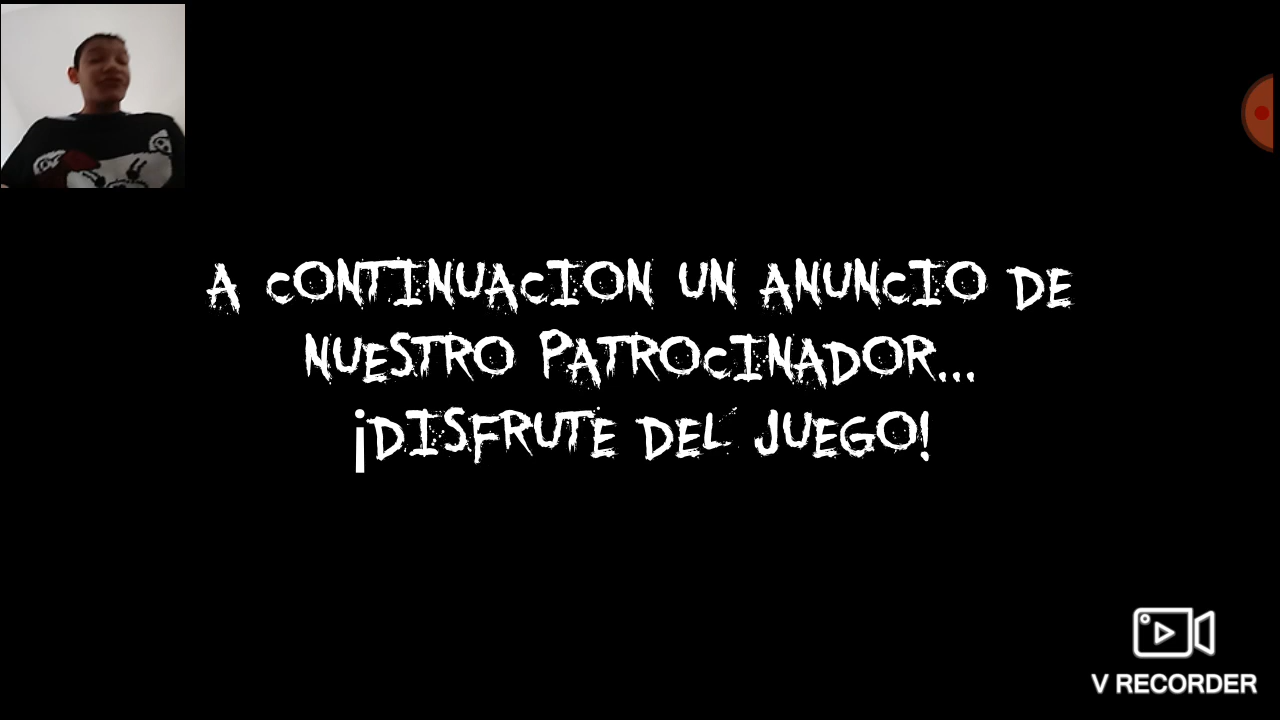 A CONTINUACION UN ANUNCIO DE
NUESTRO PATROCINADOR...
¡DISFRUTE DEL JUEGO!
V RECORDER